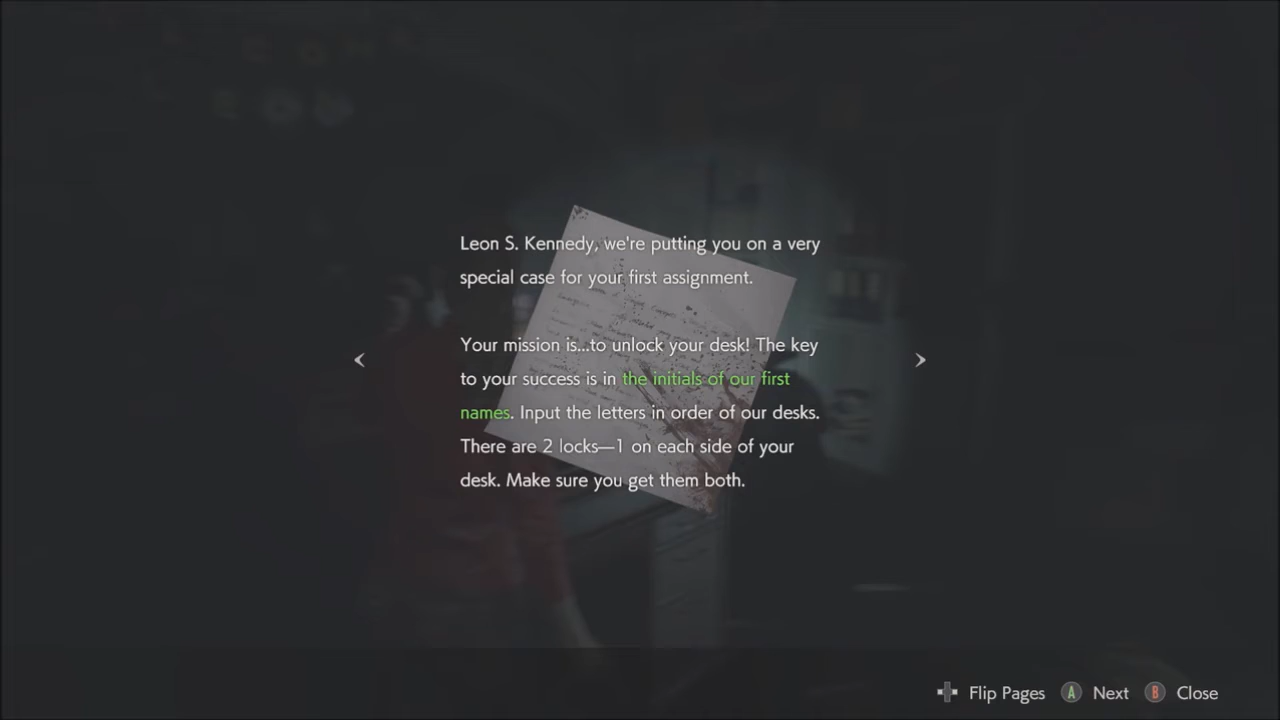 Leon S. Kennedy, we're putting you on a very
special case for your first assignment.
Your mission is...to unlock your desk! The key
to your success is in the initials of our first
names. Input the letters in order of our desks.
There are 2 locks—1 on each side of your
desk. Make sure you get them both.
Flip Pages A Next B Close